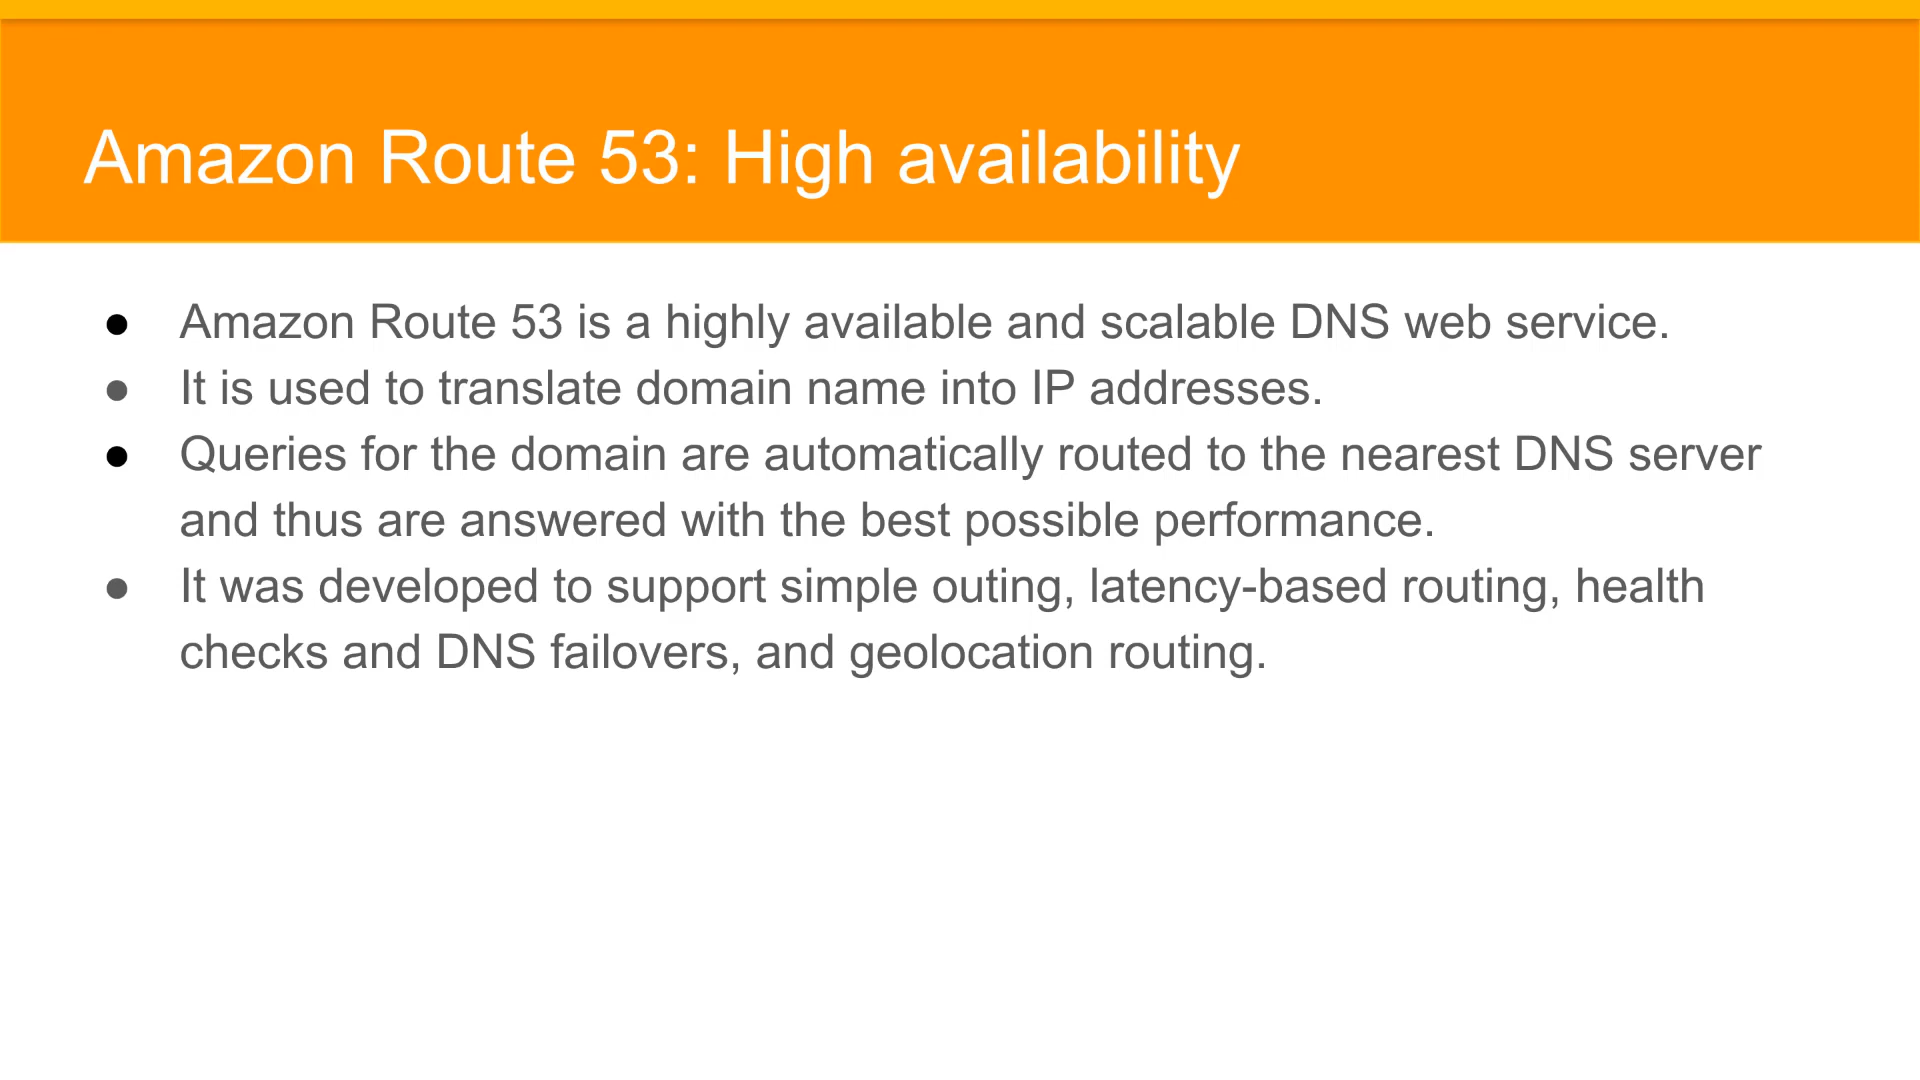 Amazon Route 53: High availability
● Amazon Route 53 is a highly available and scalable DNS web service.
● It is used to translate domain name into IP addresses.
● Queries for the domain are automatically routed to the nearest DNS server
and thus are answered with the best possible performance.
● It was developed to support simple outing, latency-based routing, health
checks and DNS failovers, and geolocation routing.